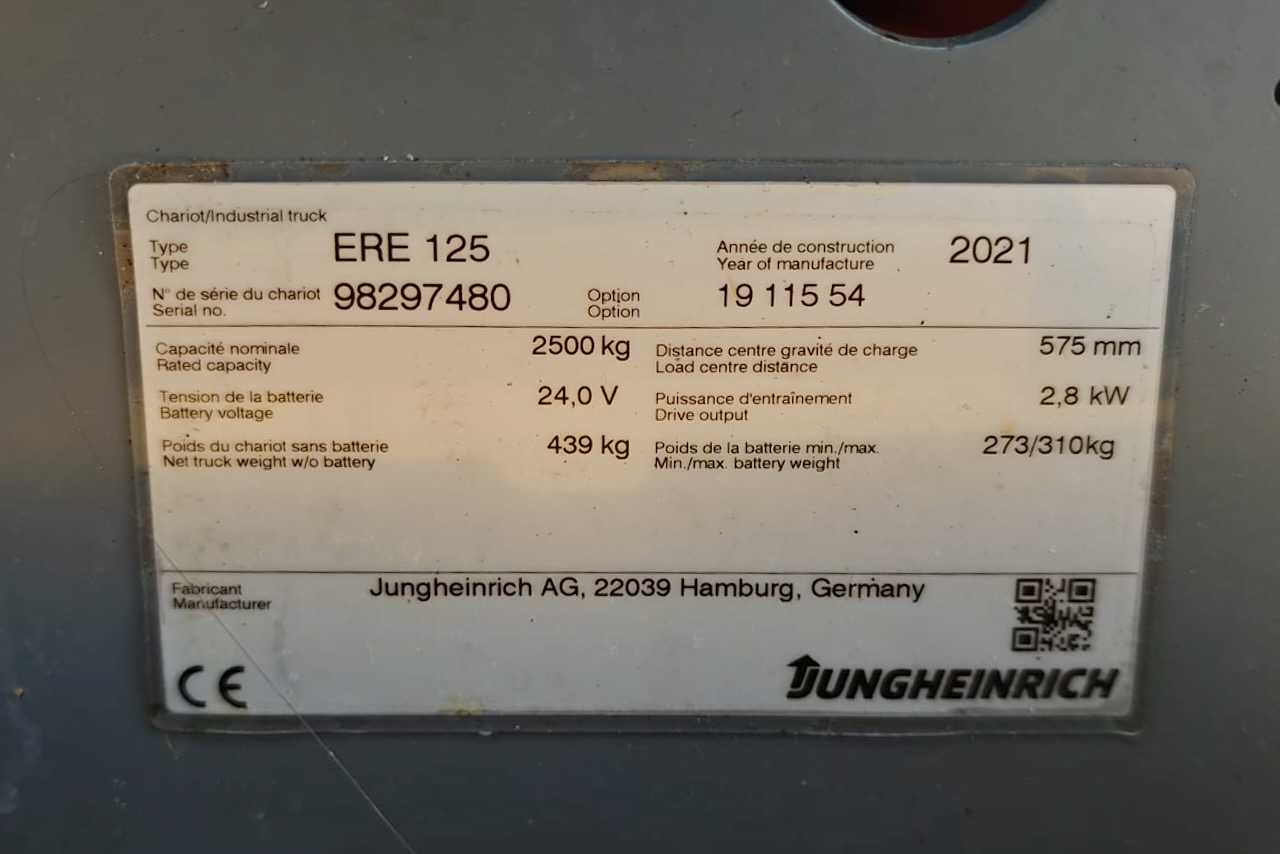 Chariot/Industrial truck
Type ERE 125 Année de construction 2021
Type Year of manufacture
N° de série du chariot 98297480 Option 19 115 54
Serial no. Option
Capacité nominale 2500 kg Distance centre gravité de charge 575 mm
Rated capacity Load centre distance
Tension de la batterie 24,0 V Puissance d'entraînement 2,8 kW
Battery voltage Drive output
Poids du chariot sans batterie 439 kg Poids de la batterie min./max. 273/310kg
Net truck weight w/o battery Min./max. battery weight
Fabricant Jungheinrich AG, 22039 Hamburg, Germany
Manufacturer
CE JUNGHEINRICH